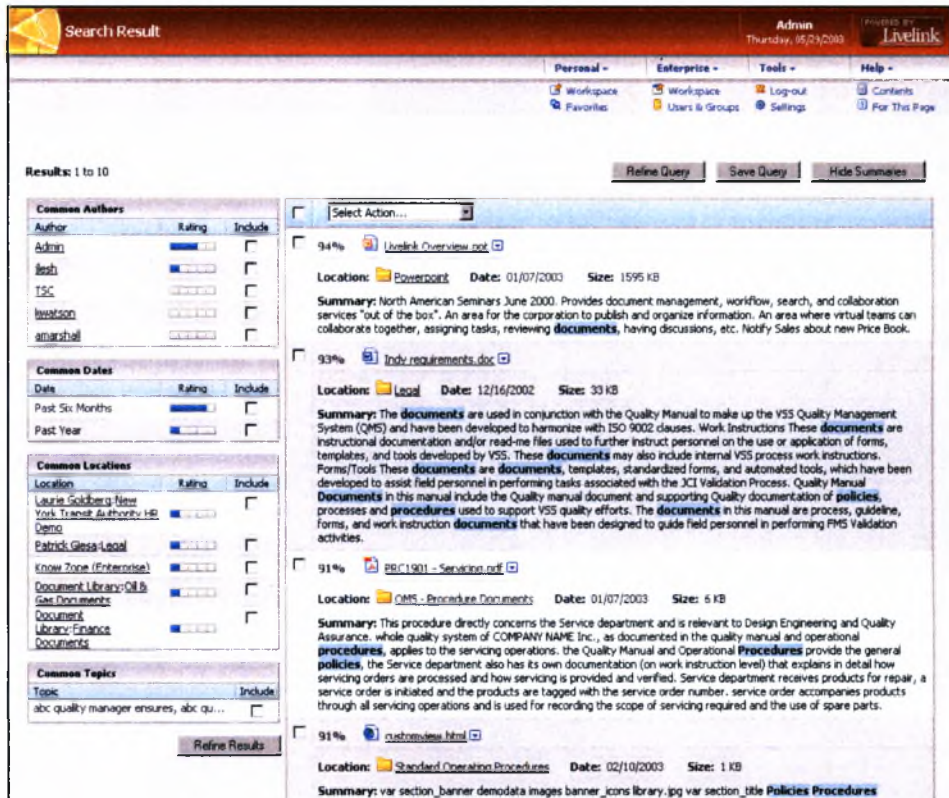 Search Result
Admin
Thursday, 05/29/2003
POWERED BY
Livelink
Personal
Enterprise
Tools
Help
Workspace
Workspace
Log-out
Contents
Favorites
Users & Groups
Settings
For This Page
Results: 1 to 10
Refine Query
Save Query
Hide Summaries
Common Authors
Author Rating Include
Admin
ilesh
TSC
kwatson
amarshall
Common Dates
Date Rating Include
Past Six Months
Past Year
Common Locations
Location Rating Include
Laurie Goldberg:New
York Transit Authority HR
Demo
Patrick Glesa:Legal
Know Zone (Enterprise)
Document Library:Oil &
Gas Documents
Document
Library:Finance
Documents
Common Topics
Topic Include
abc quality manager ensures, abc qu...
Refine Results
Select Action...
94% Livelink Overview.pot
Location: Powerpoint Date: 01/07/2003 Size: 1595 KB
Summary: North American Seminars June 2000. Provides document management, workflow, search, and collaboration
services "out of the box". An area for the corporation to publish and organize information. An area where virtual teams can
collaborate together, assigning tasks, reviewing documents, having discussions, etc. Notify Sales about new Price Book.
93% Indy requirements.doc
Location: Legal Date: 12/16/2002 Size: 33 KB
Summary: The documents are used in conjunction with the Quality Manual to make up the VSS Quality Management
System (QMS) and have been developed to harmonize with ISO 9002 clauses. Work Instructions These documents are
instructional documentation and/or read-me files used to further instruct personnel on the use or application of forms,
templates, and tools developed by VSS. These documents may also include internal VSS process work instructions.
Forms/Tools These documents are documents, templates, standardized forms, and automated tools, which have been
developed to assist field personnel in performing tasks associated with the JCI Validation Process. Quality Manual
Documents in this manual include the Quality manual document and supporting Quality documentation of policies,
processes and procedures used to support VSS quality efforts. The documents in this manual are process, guideline,
forms, and work instruction documents that have been designed to guide field personnel in performing FMS Validation
activities.
91% PRC1901 - Servicing.pdf
Location: QMS - Procedure Documents Date: 01/07/2003 Size: 6 KB
Summary: This procedure directly concerns the Service department and is relevant to Design Engineering and Quality
Assurance. whole quality system of COMPANY NAME Inc., as documented in the quality manual and operational
procedures, applies to the servicing operations. the Quality Manual and Operational Procedures provide the general
policies, the Service department also has its own documentation (on work instruction level) that explains in detail how
servicing orders are processed and how servicing is provided and verified. Service department receives products for repair, a
service order is initiated and the products are tagged with the service order number. service order accompanies products
through all servicing operations and is used for recording the scope of servicing required and the use of spare parts.
91% customview.html
Location: Standard Operating Procedures Date: 02/10/2003 Size: 1 KB
Summary: var section_banner demodata images banner_icons library.jpg var section_title Policies Procedures